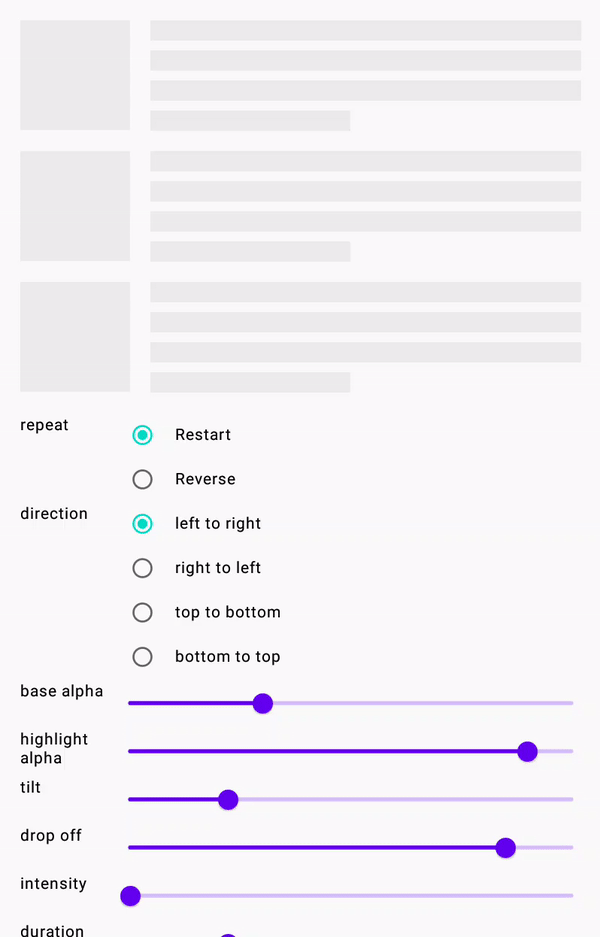 repeat
Restart
Reverse
direction
left to right
right to left
top to bottom
bottom to top
base alpha
highlight
alpha
tilt
drop off
intensity
duration